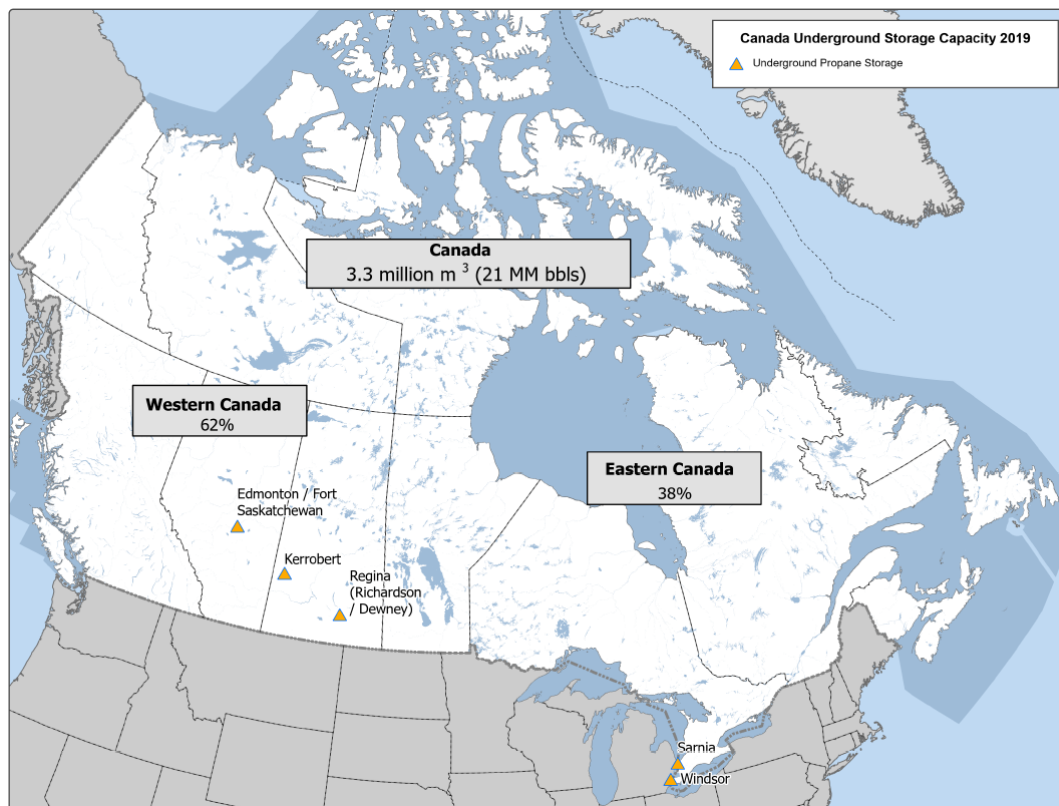 Canada Underground Storage Capacity 2019
Underground Propane Storage
Canada
3.3 million m 3 (21 MM bbls)
Western Canada
62%
Eastern Canada
38%
Edmonton / Fort
Saskatchewan
Kerrobert
Regina
(Richardson
/ Dewney)
Sarnia
Windsor